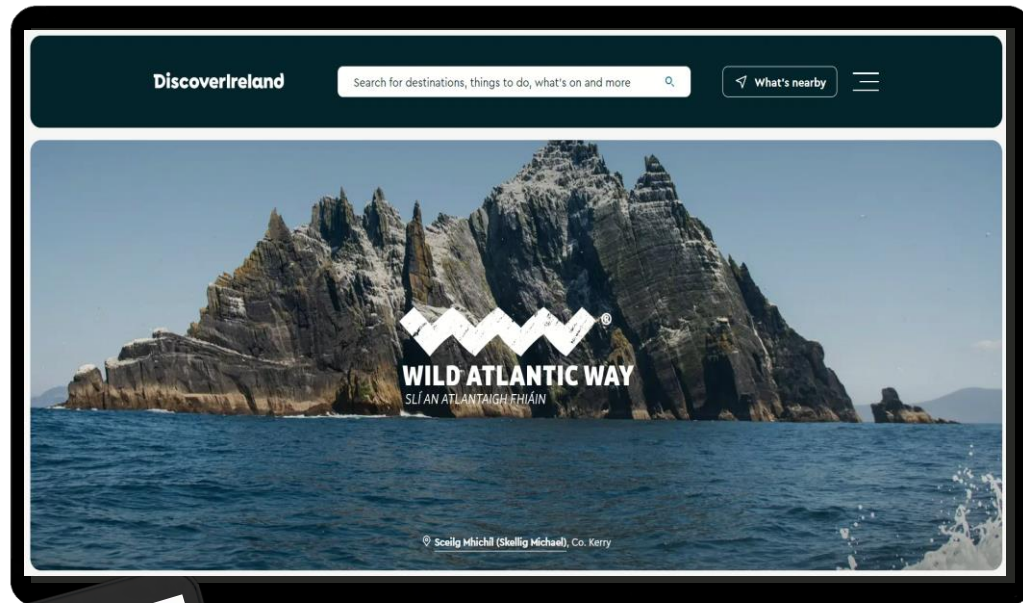 DiscoverIreland
Search for destinations, things to do, what's on and more
What's nearby
®
WILD ATLANTIC WAY
SLÍ AN ATLANTAIGH FHIÁIN
Sceilg Mhichíl (Skellig Michael), Co. Kerry